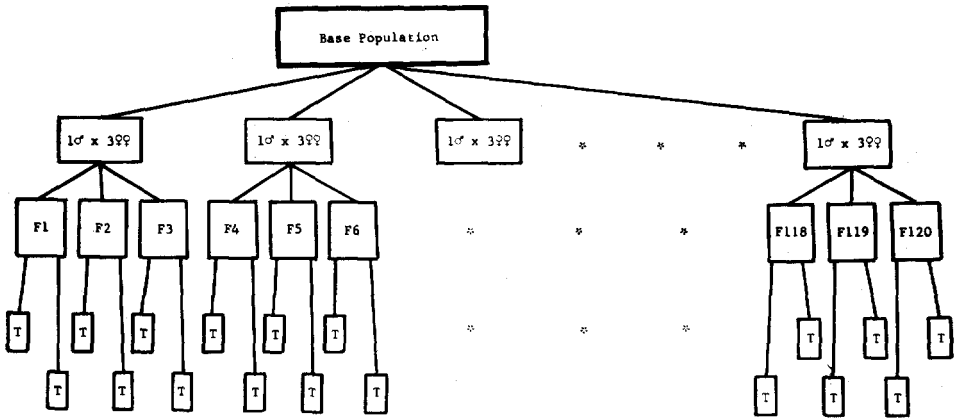 Base Population
1♂ x 3♀♀ 1♂ x 3♀♀ 1♂ x 3♀♀ * * * 1♂ x 3♀♀
F1 F2 F3 F4 F5 F6 * * * F118 F119 F120
T T T T T T * * * T T T
T T T T T T T T T